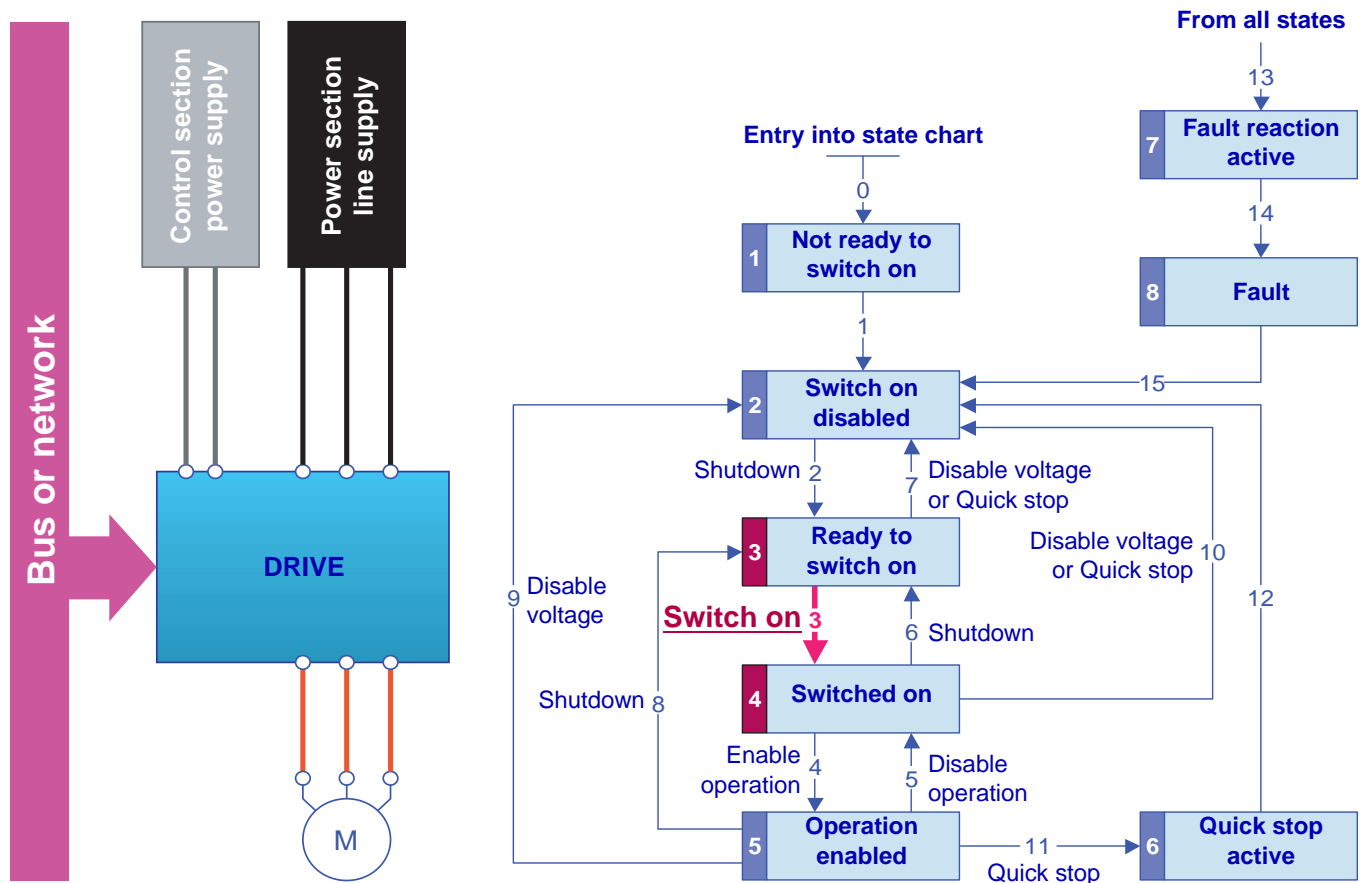 Bus or network
Control section
power supply
Power section
line supply
DRIVE
M
From all states
13
7
Fault reaction
active
14
8
Fault
15
Entry into state chart
0
1
Not ready to
switch on
1
2
Switch on
disabled
Shutdown 2
7
Disable voltage
or Quick stop
3
Ready to
switch on
Disable voltage
or Quick stop
10
9
Disable
voltage
12
Switch on 3
6
Shutdown
4
Switched on
Shutdown 8
Enable
operation
4
5
Disable
operation
5
Operation
enabled
11
Quick stop
6
Quick stop
active